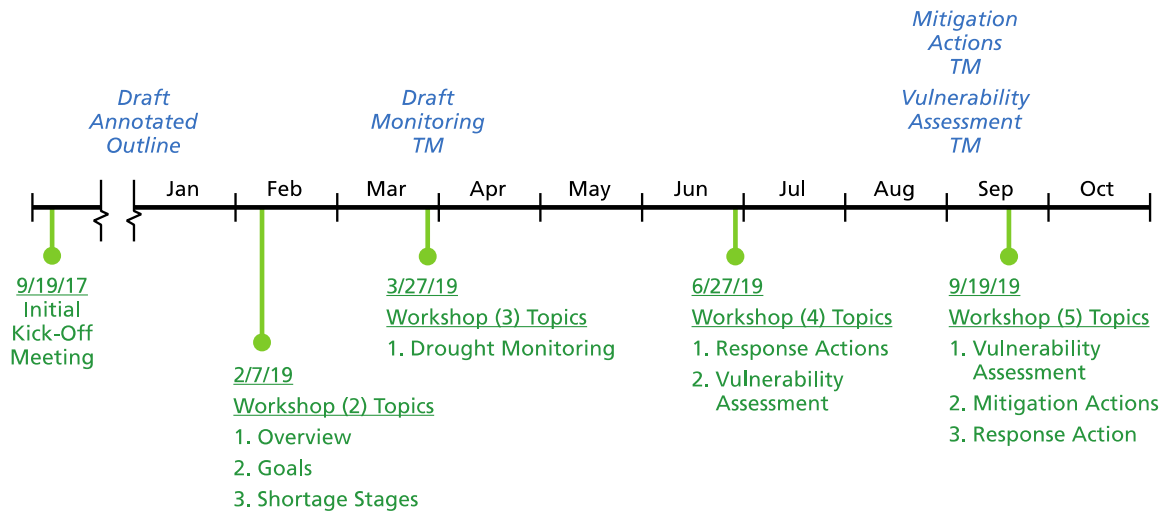 Mitigation
Actions
TM
Draft
Annotated
Outline
Draft
Monitoring
TM
Vulnerability
Assessment
TM
Jan Feb Mar Apr May Jun Jul Aug Sep Oct
9/19/17
Initial
Kick-Off
Meeting
2/7/19
Workshop (2) Topics
1. Overview
2. Goals
3. Shortage Stages
3/27/19
Workshop (3) Topics
1. Drought Monitoring
6/27/19
Workshop (4) Topics
1. Response Actions
2. Vulnerability
Assessment
9/19/19
Workshop (5) Topics
1. Vulnerability
Assessment
2. Mitigation Actions
3. Response Action